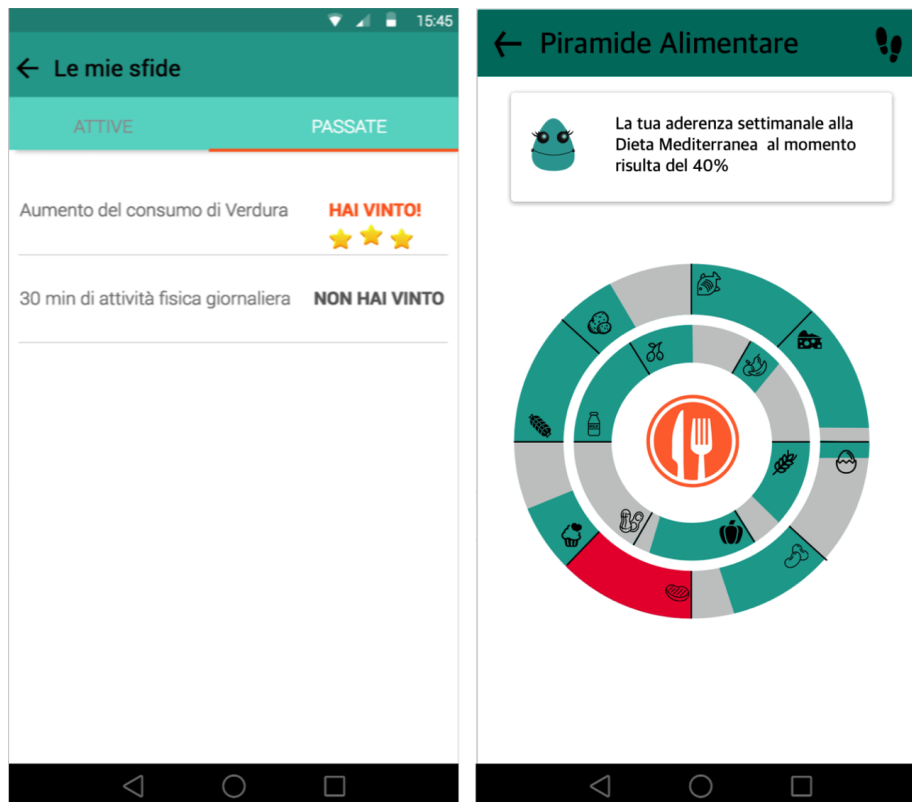 15:45
Le mie sfide
ATTIVE PASSATE
Aumento del consumo di Verdura HAI VINTO!
30 min di attività fisica giornaliera NON HAI VINTO
Piramide Alimentare
La tua aderenza settimanale alla
Dieta Mediterranea al momento
risulta del 40%